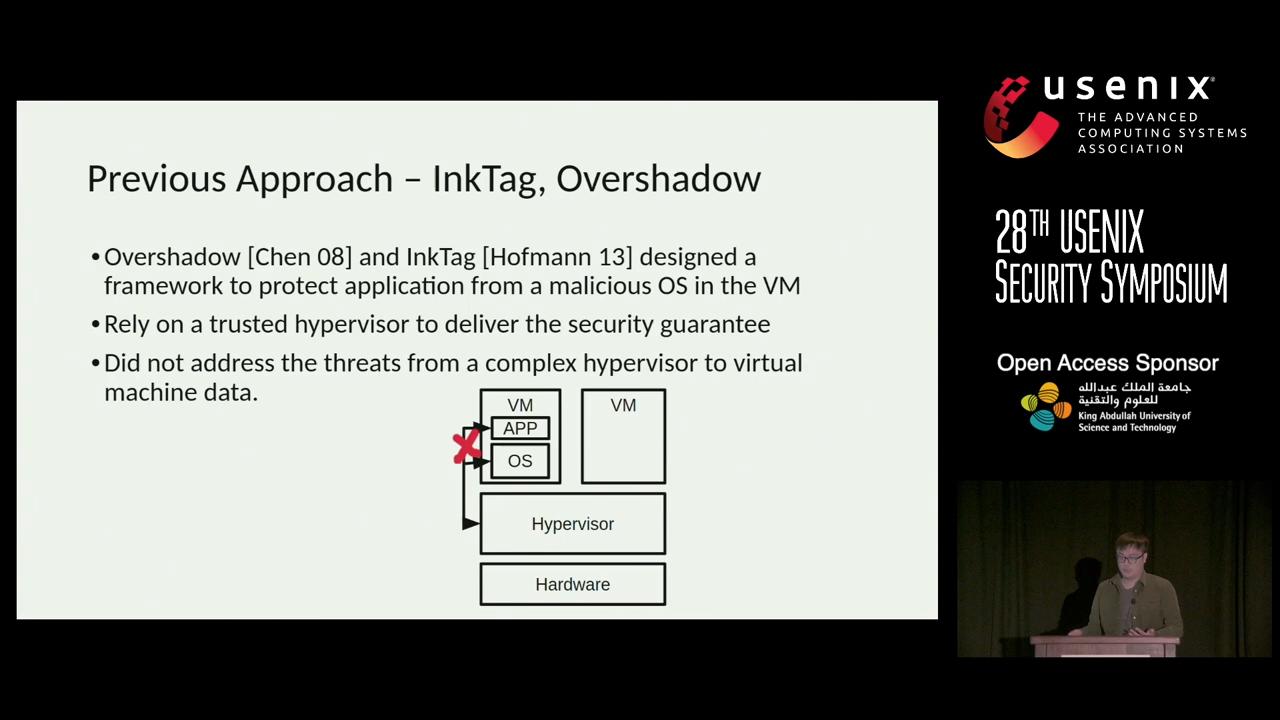 Previous Approach – InkTag, Overshadow
•Overshadow [Chen 08] and InkTag [Hofmann 13] designed a
framework to protect application from a malicious OS in the VM
•Rely on a trusted hypervisor to deliver the security guarantee
•Did not address the threats from a complex hypervisor to virtual
machine data.
VM
VM
APP
OS
Hypervisor
Hardware
usenix
THE ADVANCED
COMPUTING SYSTEMS
ASSOCIATION
28TH USENIX
SECURITY SYMPOSIUM
Open Access Sponsor
جامعة الملك عبدالله
للعلوم والتقنية
King Abdullah University of
Science and Technology